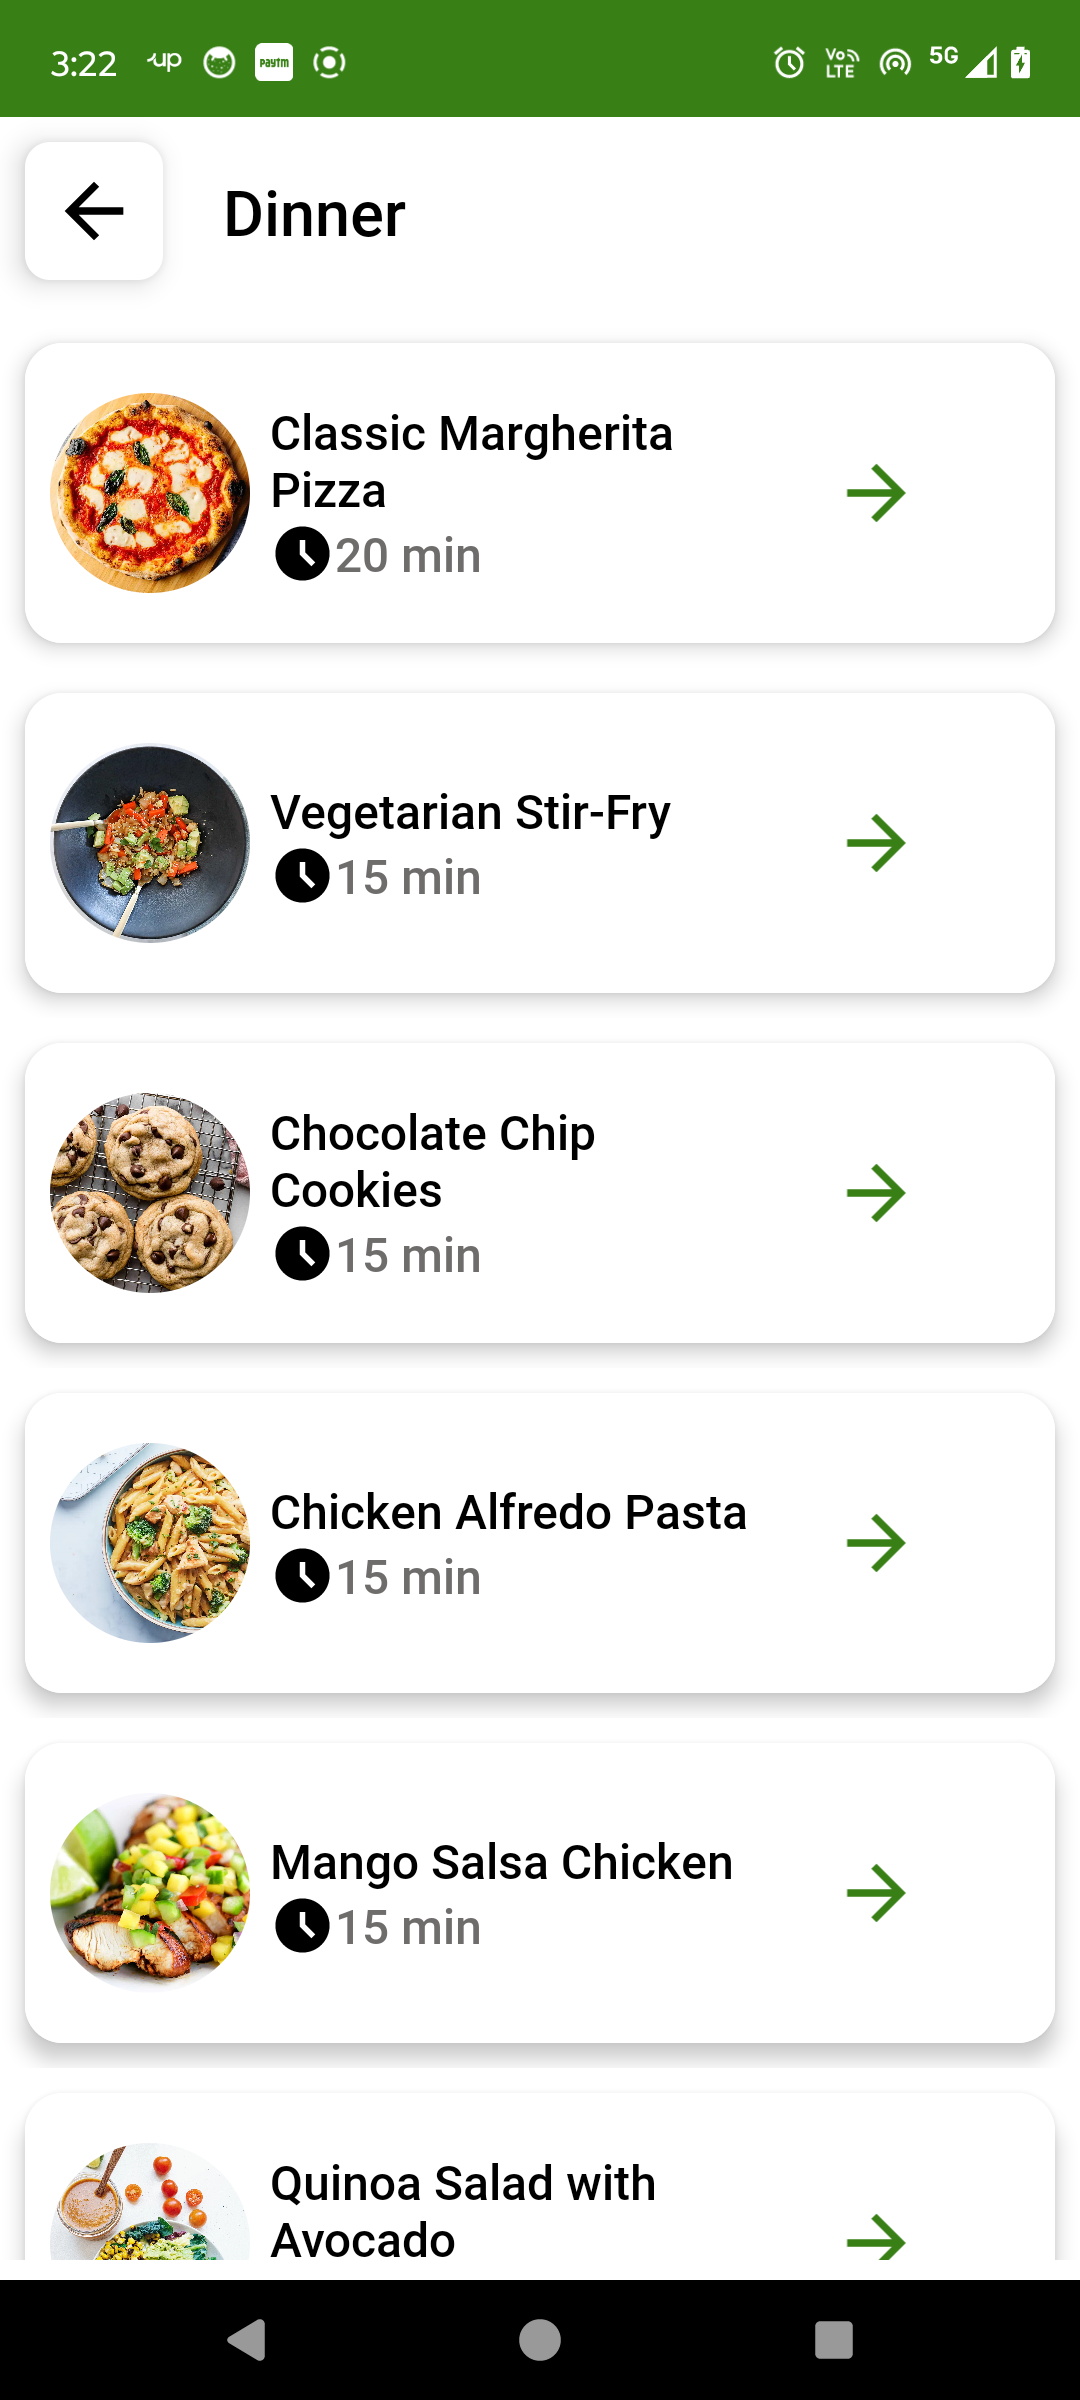 3:22 up paytm Vo LTE 5G
Dinner
Classic Margherita
Pizza
20 min
Vegetarian Stir-Fry
15 min
Chocolate Chip
Cookies
15 min
Chicken Alfredo Pasta
15 min
Mango Salsa Chicken
15 min
Quinoa Salad with
Avocado